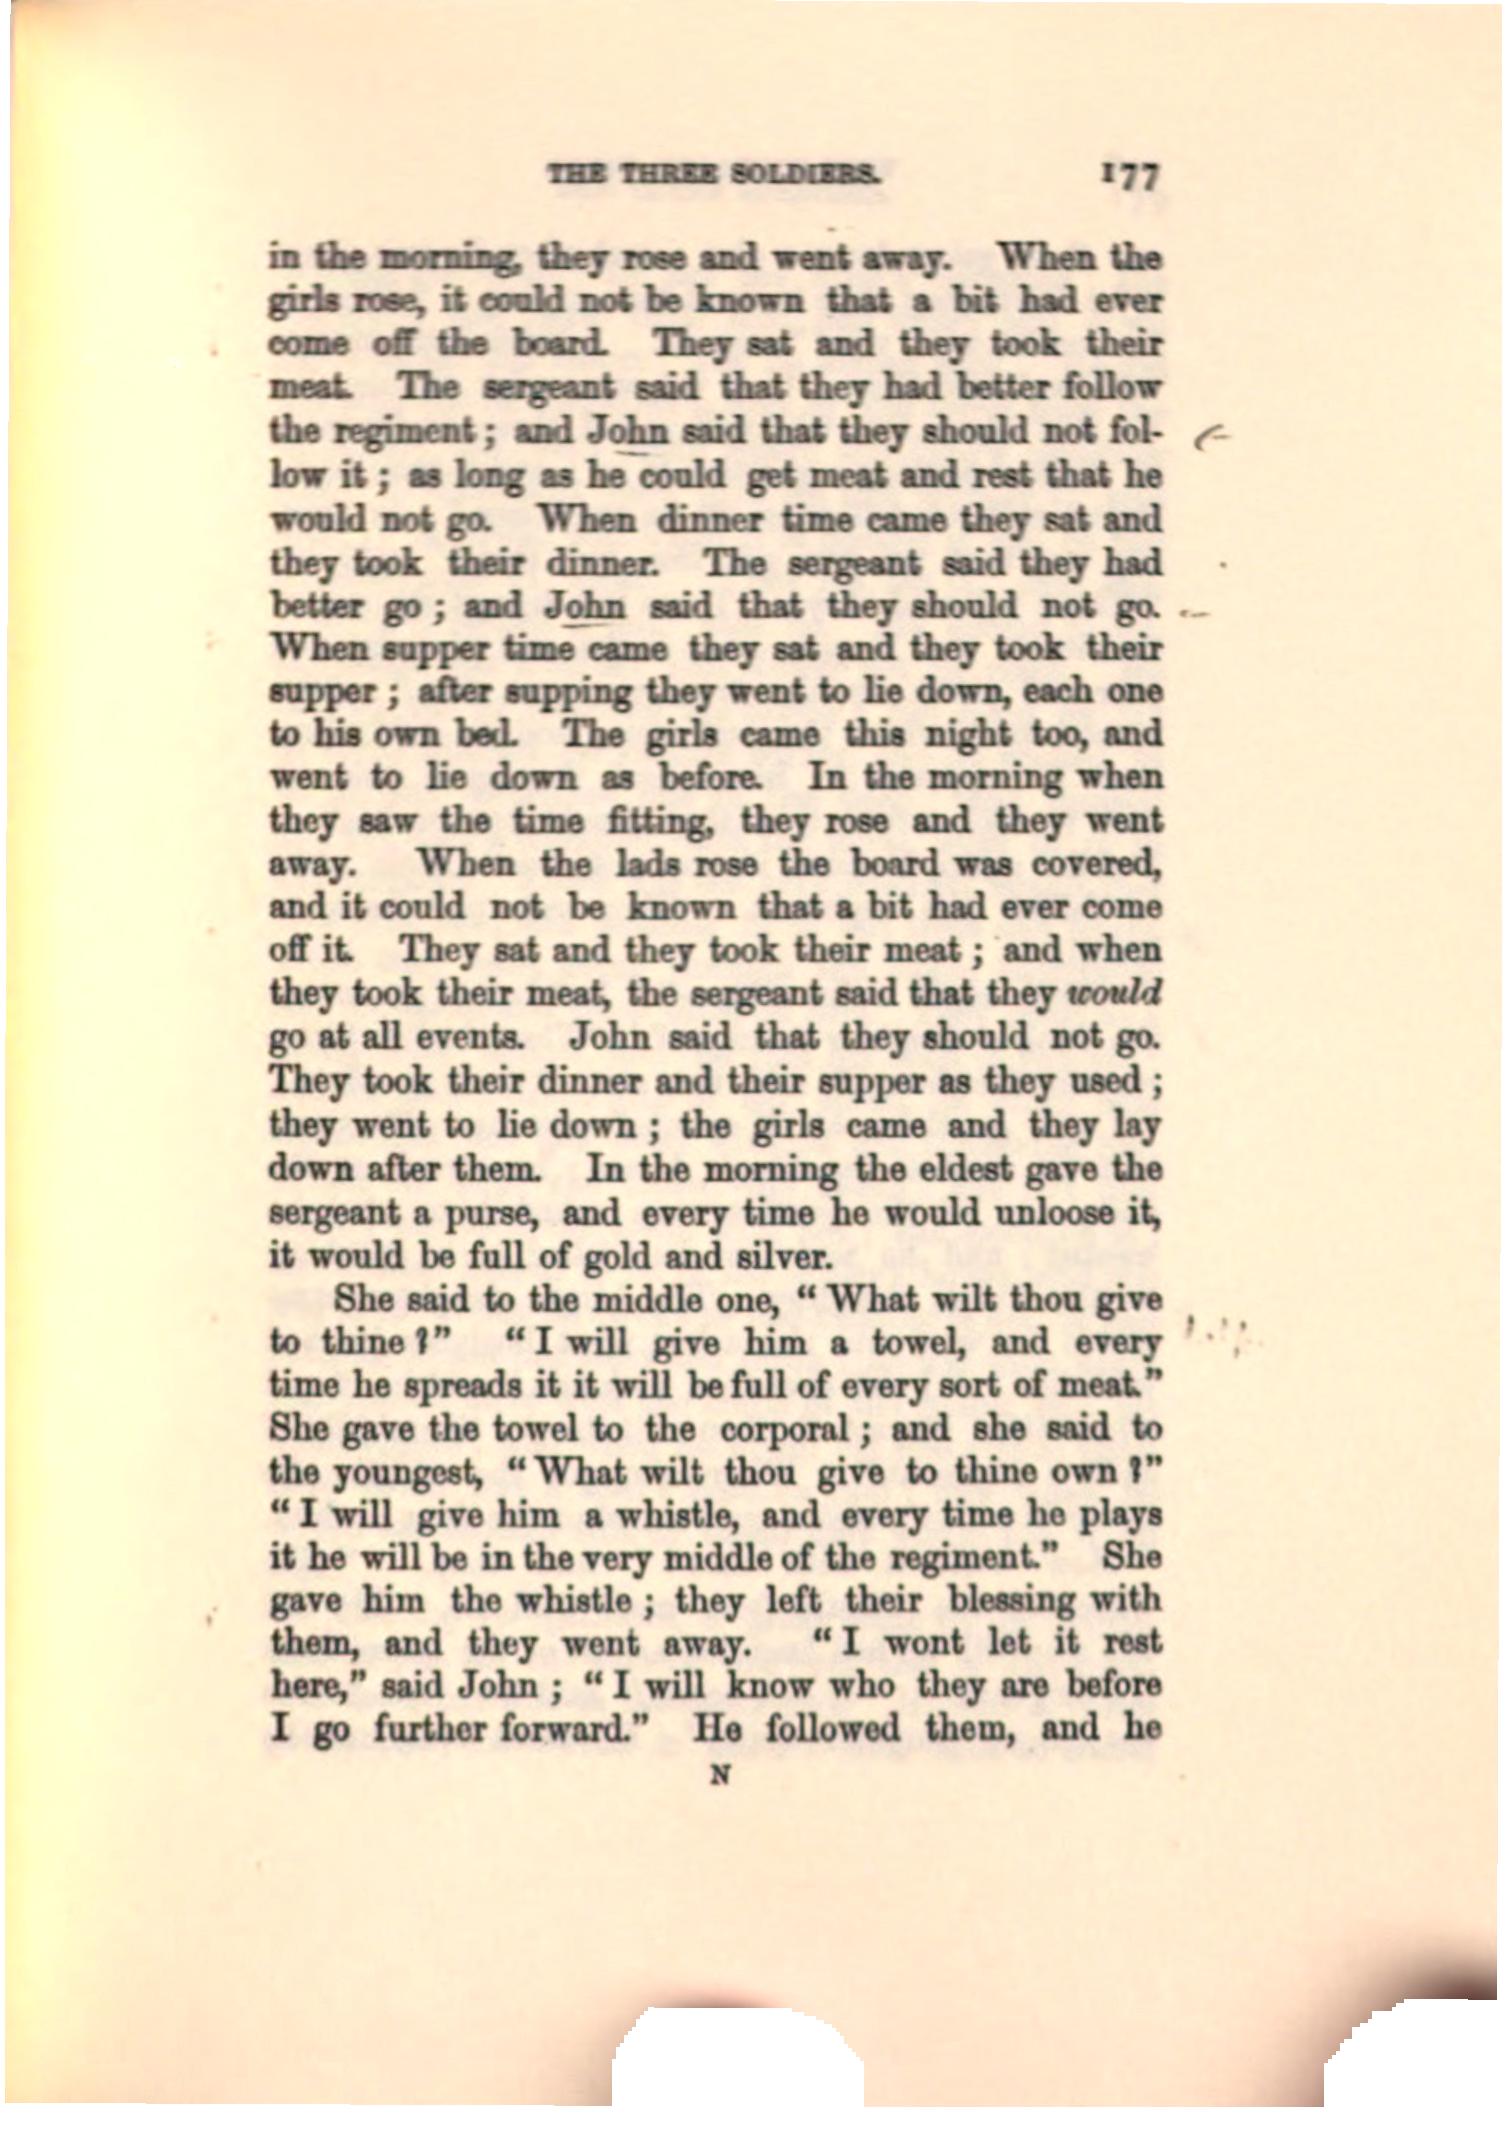 THE THREE SOLDIERS. 177
in the morning, they rose and went away. When the
girls rose, it could not be known that a bit had ever
come off the board. They sat and they took their
meat. The sergeant said that they had better follow
the regiment; and John said that they should not fol-
low it; as long as he could get meat and rest that he
would not go. When dinner time came they sat and
they took their dinner. The sergeant said they had
better go; and John said that they should not go.
When supper time came they sat and they took their
supper; after supping they went to lie down, each one
to his own bed. The girls came this night too, and
went to lie down as before. In the morning when
they saw the time fitting, they rose and they went
away. When the lads rose the board was covered,
and it could not be known that a bit had ever come
off it. They sat and they took their meat; and when
they took their meat, the sergeant said that they would
go at all events. John said that they should not go.
They took their dinner and their supper as they used;
they went to lie down; the girls came and they lay
down after them. In the morning the eldest gave the
sergeant a purse, and every time he would unloose it,
it would be full of gold and silver.
She said to the middle one, "What wilt thou give
to thine?" "I will give him a towel, and every
time he spreads it it will be full of every sort of meat."
She gave the towel to the corporal; and she said to
the youngest, "What wilt thou give to thine own?"
"I will give him a whistle, and every time he plays
it he will be in the very middle of the regiment." She
gave him the whistle; they left their blessing with
them, and they went away. "I wont let it rest
here," said John; "I will know who they are before
I go further forward." He followed them, and he
N